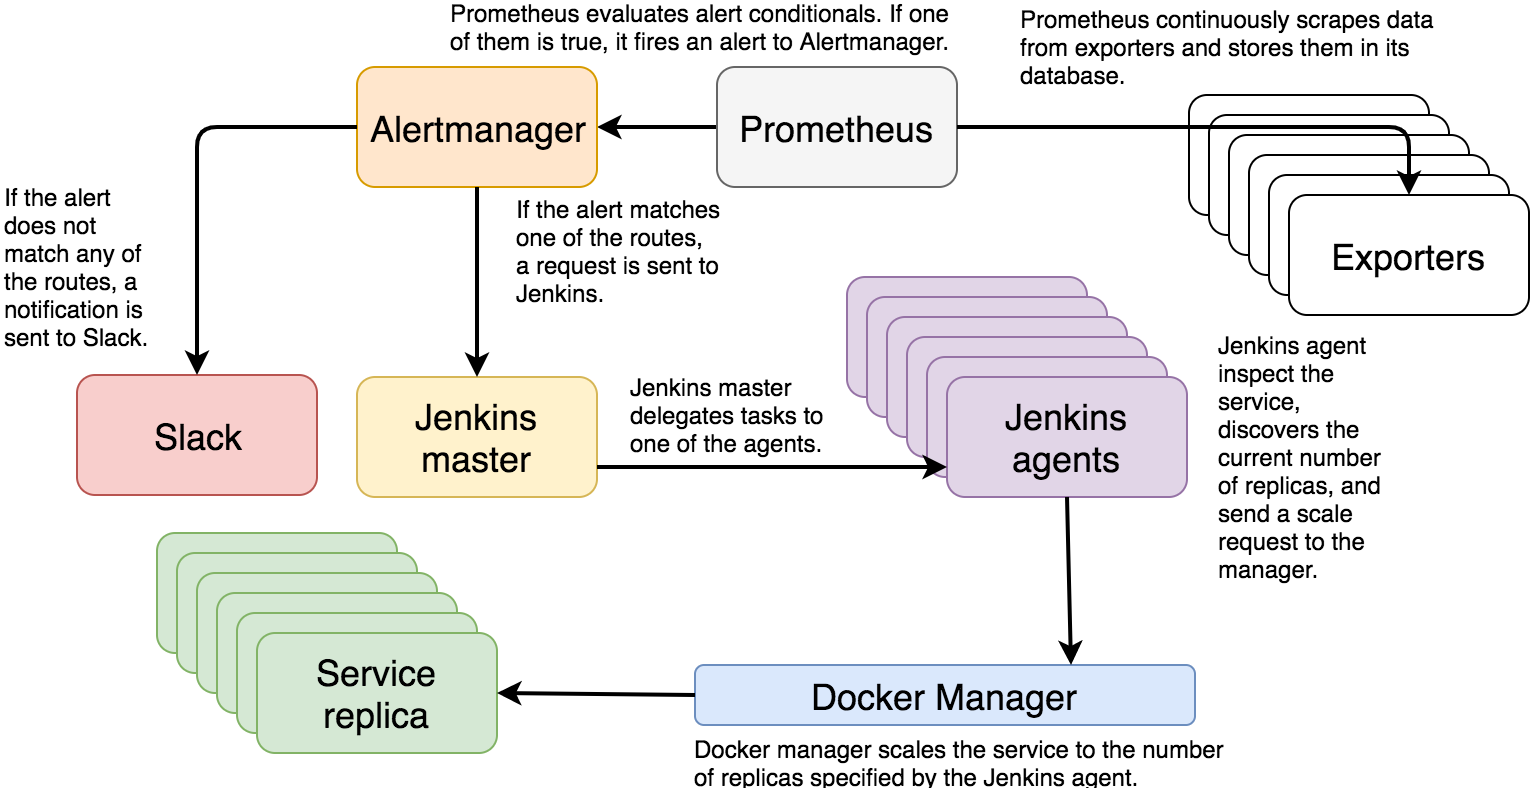 Prometheus evaluates alert conditionals. If one
of them is true, it fires an alert to Alertmanager.
Prometheus continuously scrapes data
from exporters and stores them in its
database.
Alertmanager
Prometheus
Exporters
If the alert
does not
match any of
the routes, a
notification is
sent to Slack.
If the alert matches
one of the routes,
a request is sent to
Jenkins.
Slack
Jenkins
master
Jenkins master
delegates tasks to
one of the agents.
Jenkins
agents
Jenkins agent
inspect the
service,
discovers the
current number
of replicas, and
send a scale
request to the
manager.
Service
replica
Docker Manager
Docker manager scales the service to the number
of replicas specified by the Jenkins agent.